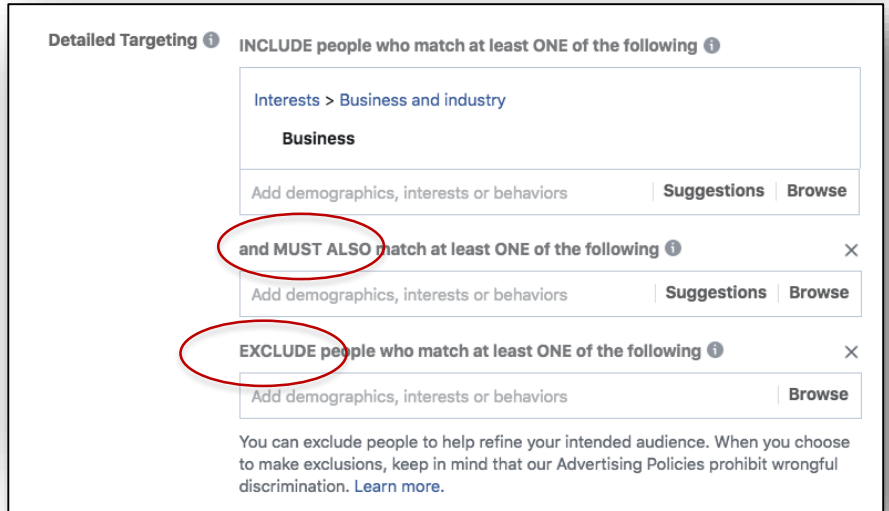 Detailed Targeting
INCLUDE people who match at least ONE of the following
Interests > Business and industry
Business
Add demographics, interests or behaviors Suggestions Browse
and MUST ALSO match at least ONE of the following
Add demographics, interests or behaviors Suggestions Browse
EXCLUDE people who match at least ONE of the following
Add demographics, interests or behaviors Browse
You can exclude people to help refine your intended audience. When you choose
to make exclusions, keep in mind that our Advertising Policies prohibit wrongful
discrimination. Learn more.